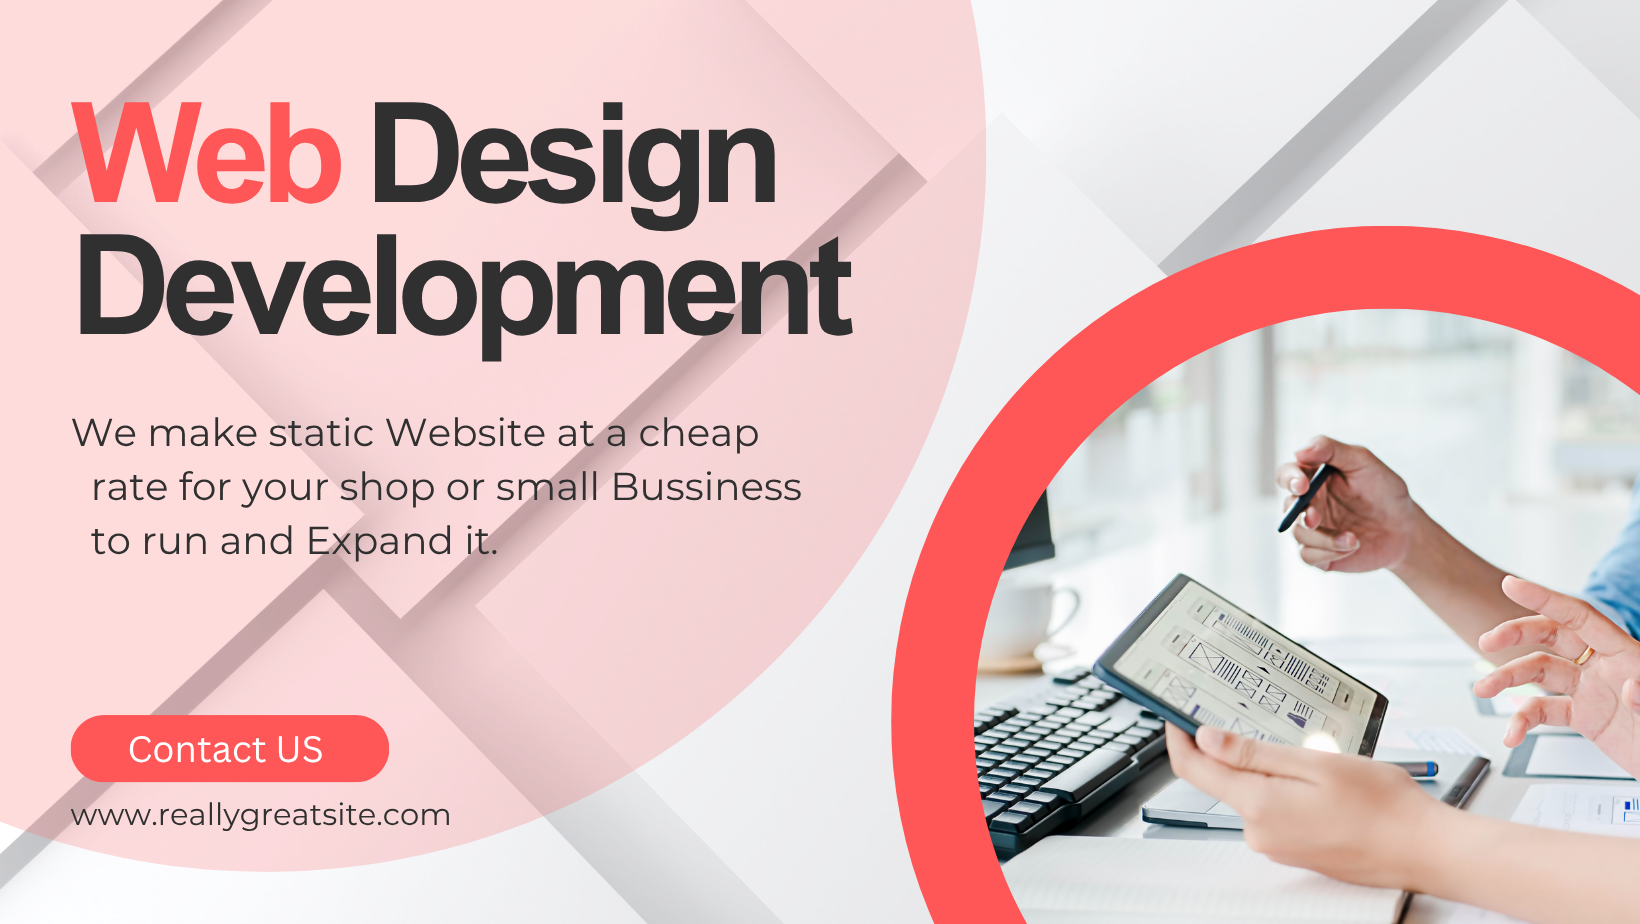 Web Design
Development
We make static Website at a cheap
rate for your shop or small Bussiness
to run and Expand it.
Contact US
www.reallygreatsite.com